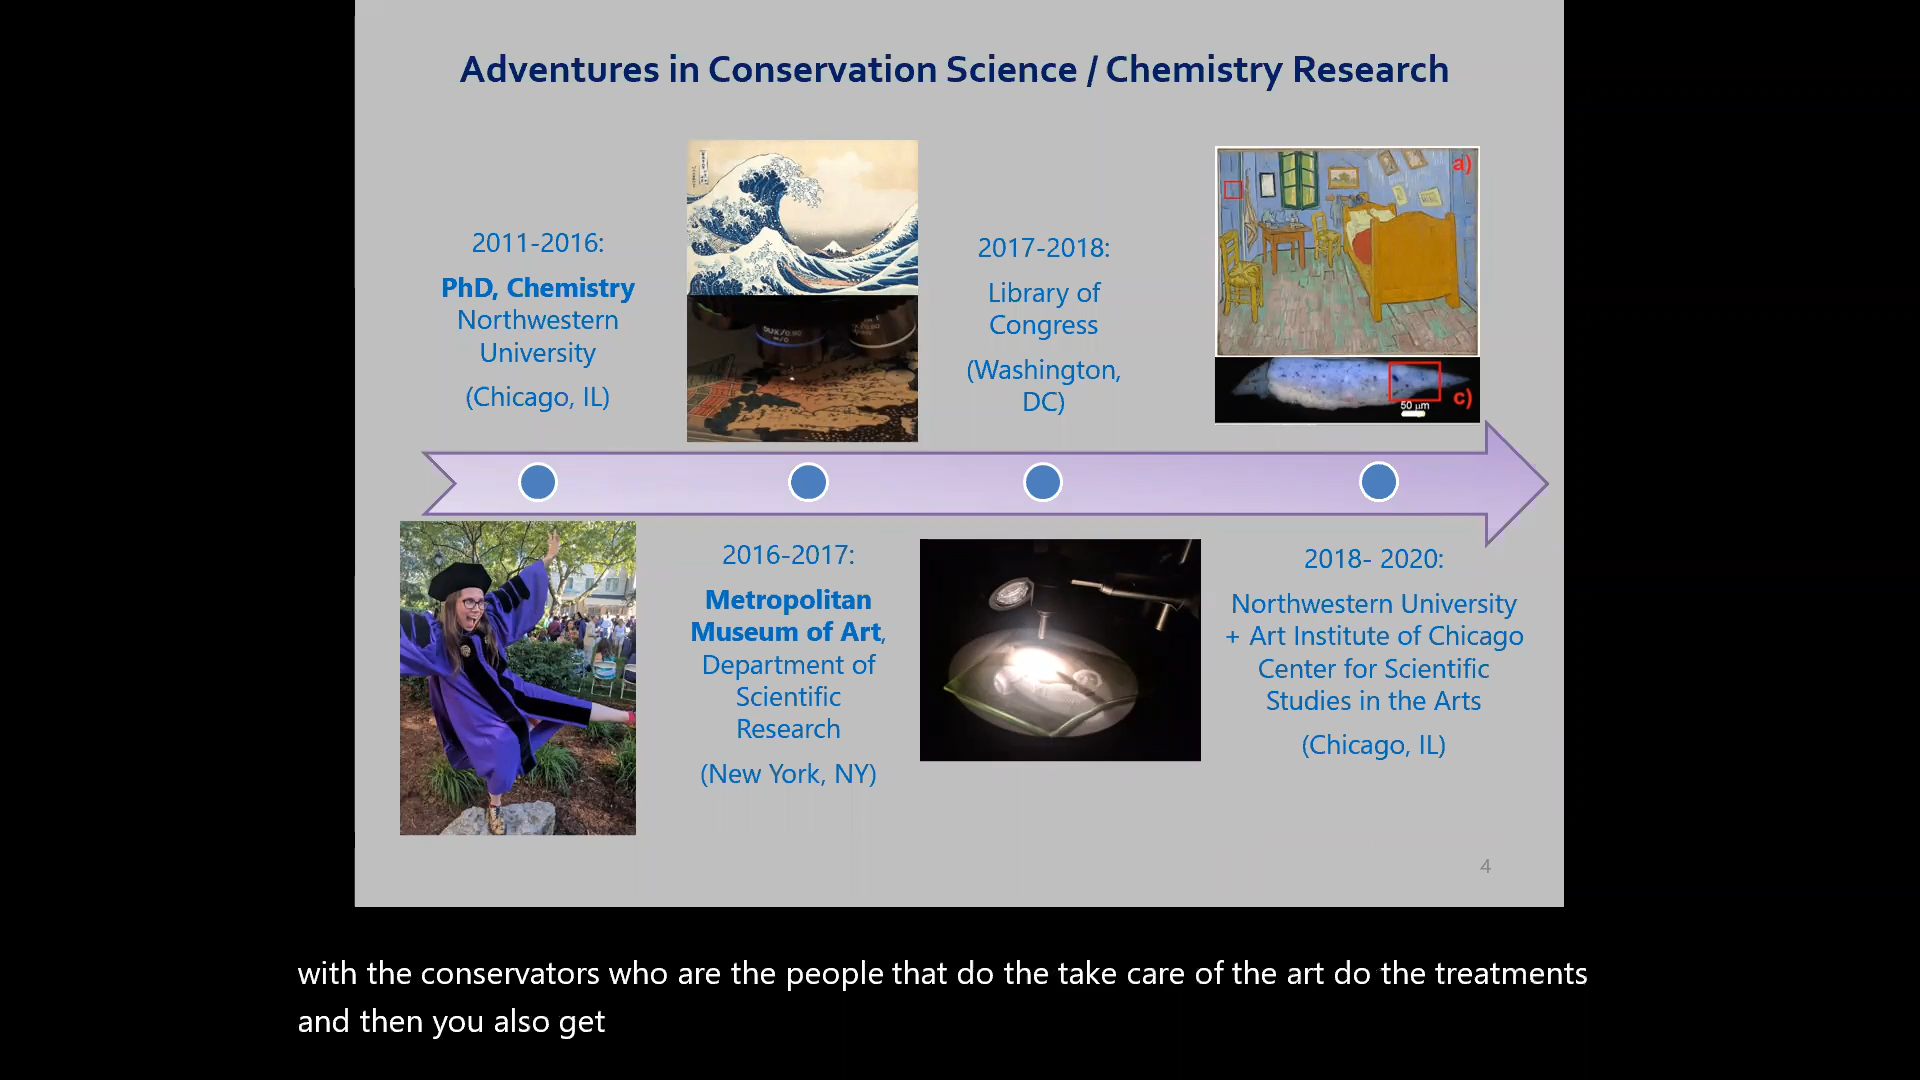 Adventures in Conservation Science / Chemistry Research
2011-2016:
PhD, Chemistry
Northwestern
University
(Chicago, IL)
2017-2018:
Library of
Congress
(Washington,
DC)
a)
50 µm
c)
2016-2017:
Metropolitan
Museum of Art,
Department of
Scientific
Research
(New York, NY)
2018- 2020:
Northwestern University
+ Art Institute of Chicago
Center for Scientific
Studies in the Arts
(Chicago, IL)
4
with the conservators who are the people that do the take care of the art do the treatments
and then you also get